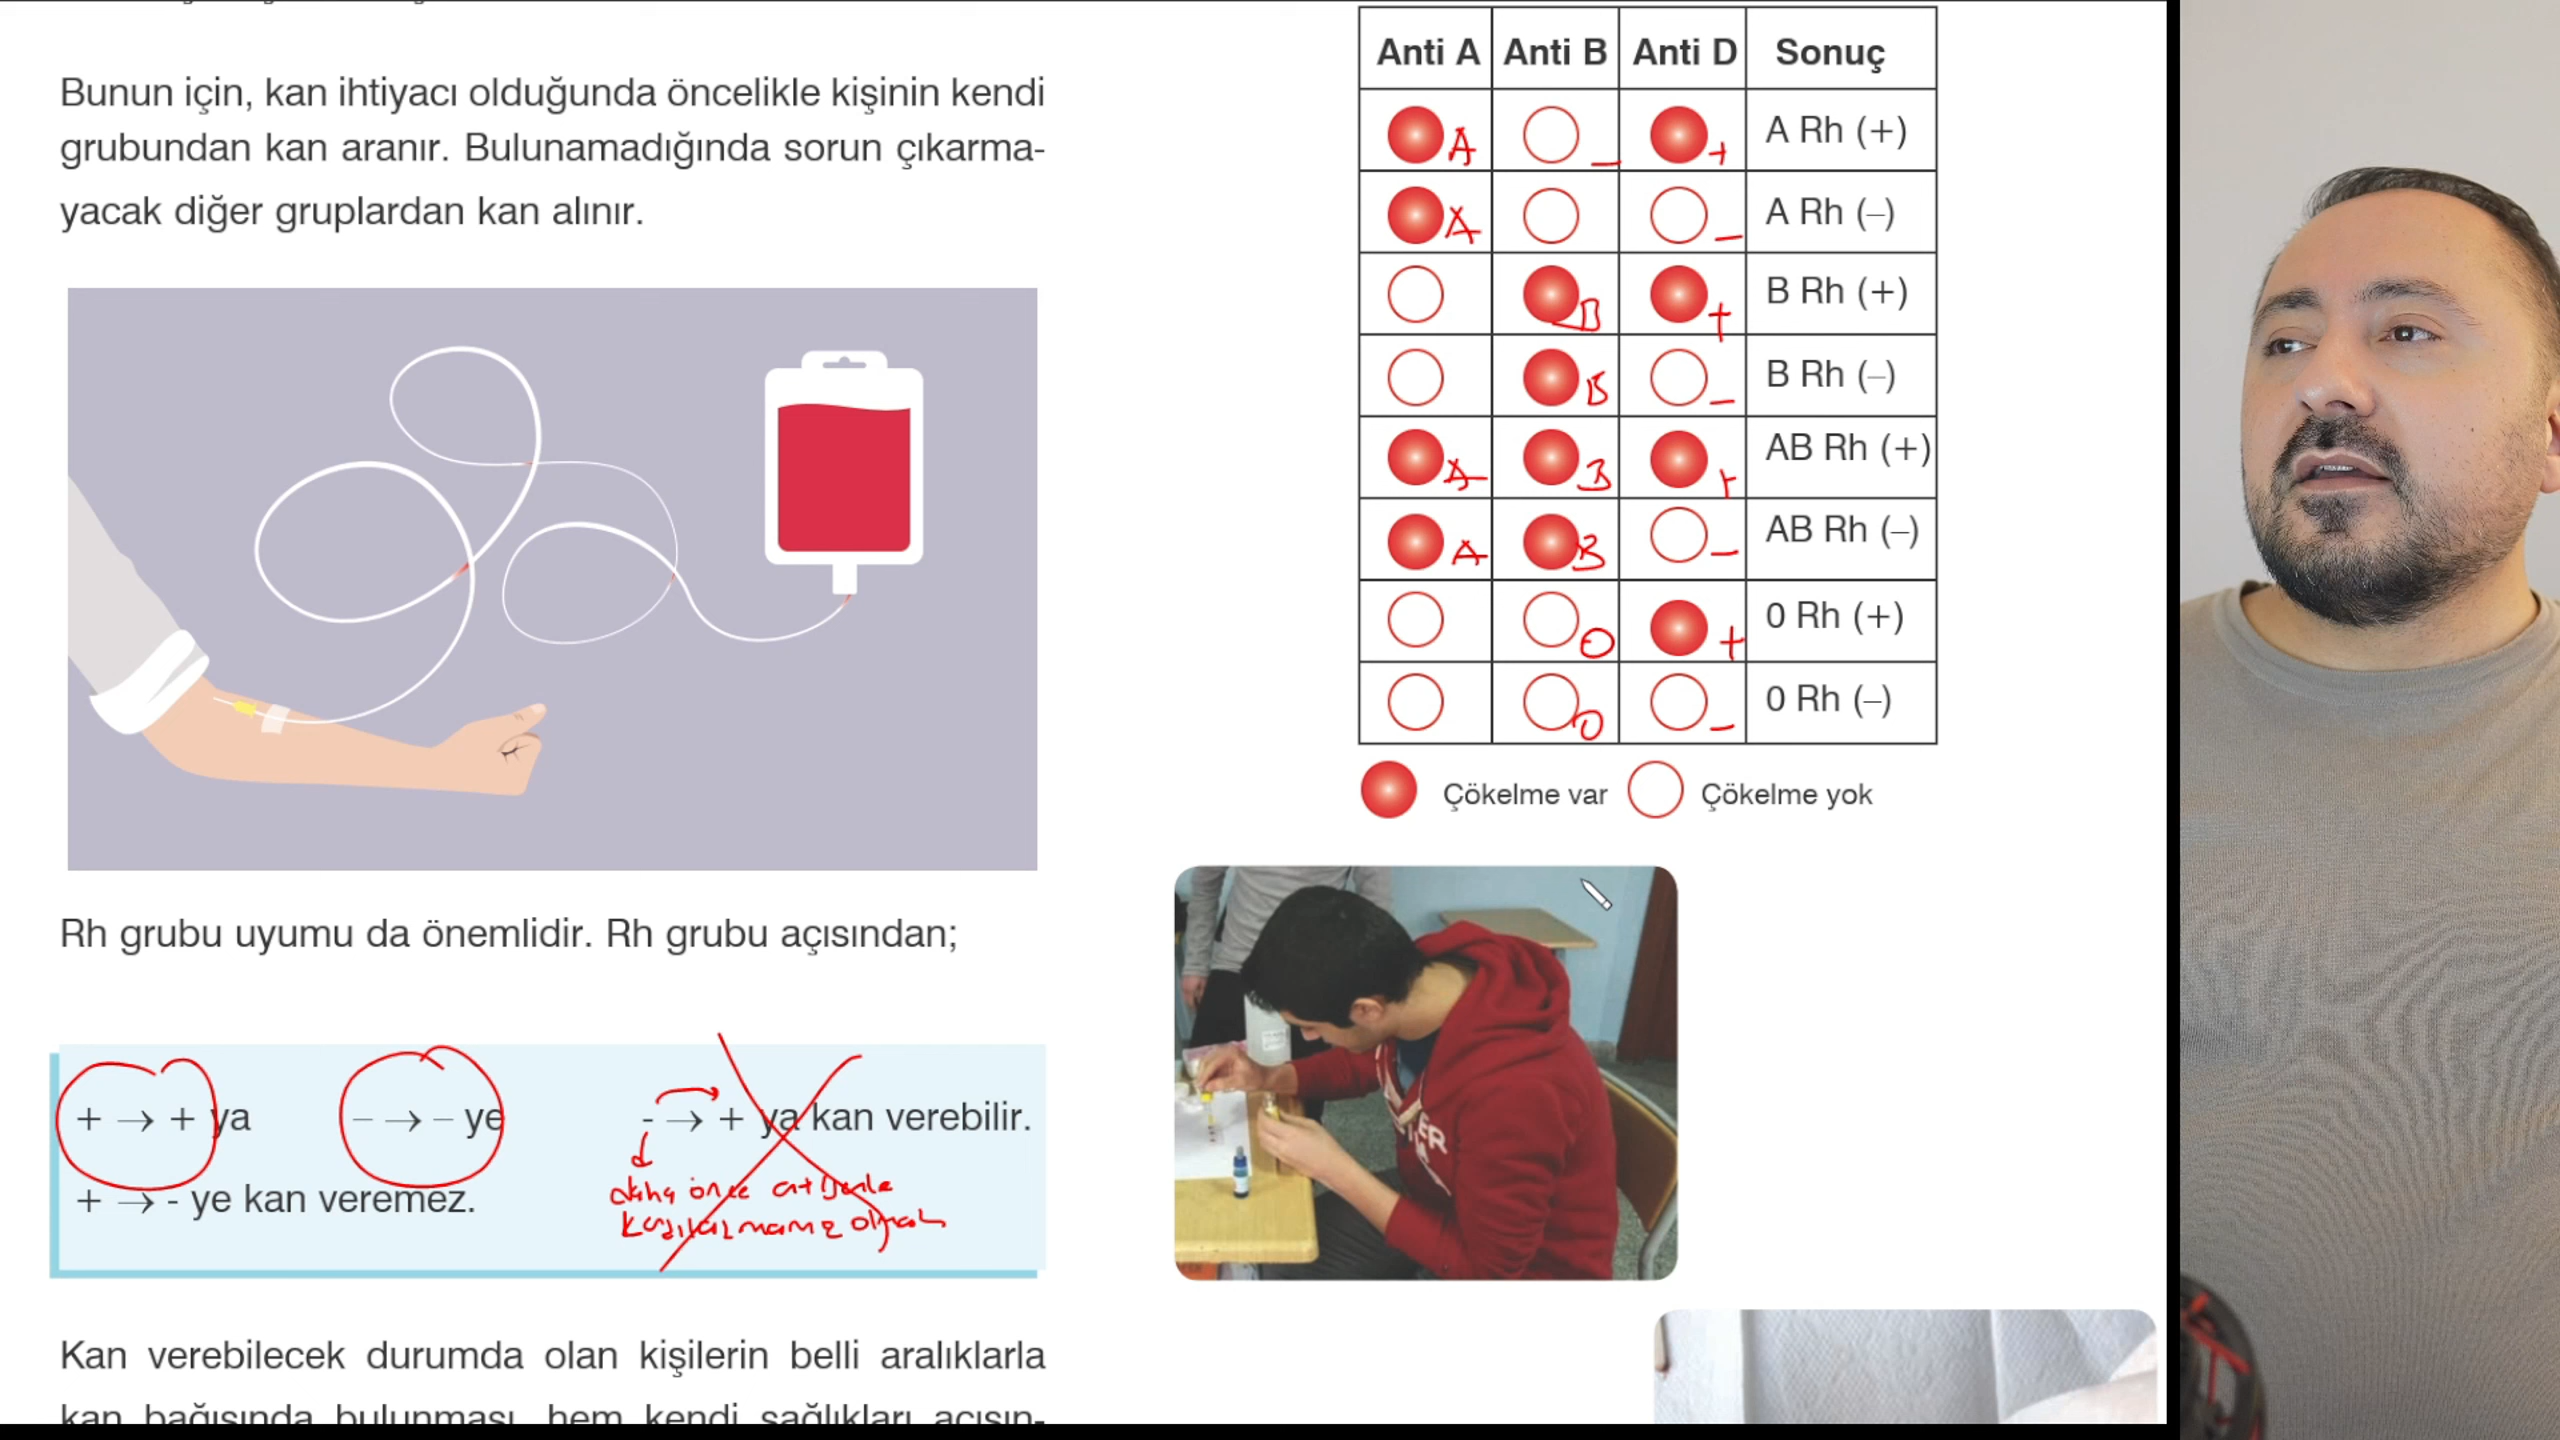 Bunun için, kan ihtiyacı olduğunda öncelikle kişinin kendi
grubundan kan aranır. Bulunamadığında sorun çıkarma-
yacak diğer gruplardan kan alınır.
Rh grubu uyumu da önemlidir. Rh grubu açısından;
+ → + ya – → – ye - → + ya kan verebilir.
daha önce antijenle
karşılaşmamış olmalı
+ → - ye kan veremez.
Kan verebilecek durumda olan kişilerin belli aralıklarla
kan bağışında bulunması, hem kendi sağlıkları açısın-
Anti A Anti B Anti D Sonuç
A – + A Rh (+)
A – A Rh (–)
B + B Rh (+)
B – B Rh (–)
A B + AB Rh (+)
A B – AB Rh (–)
0 + 0 Rh (+)
0 – 0 Rh (–)
Çökelme var Çökelme yok